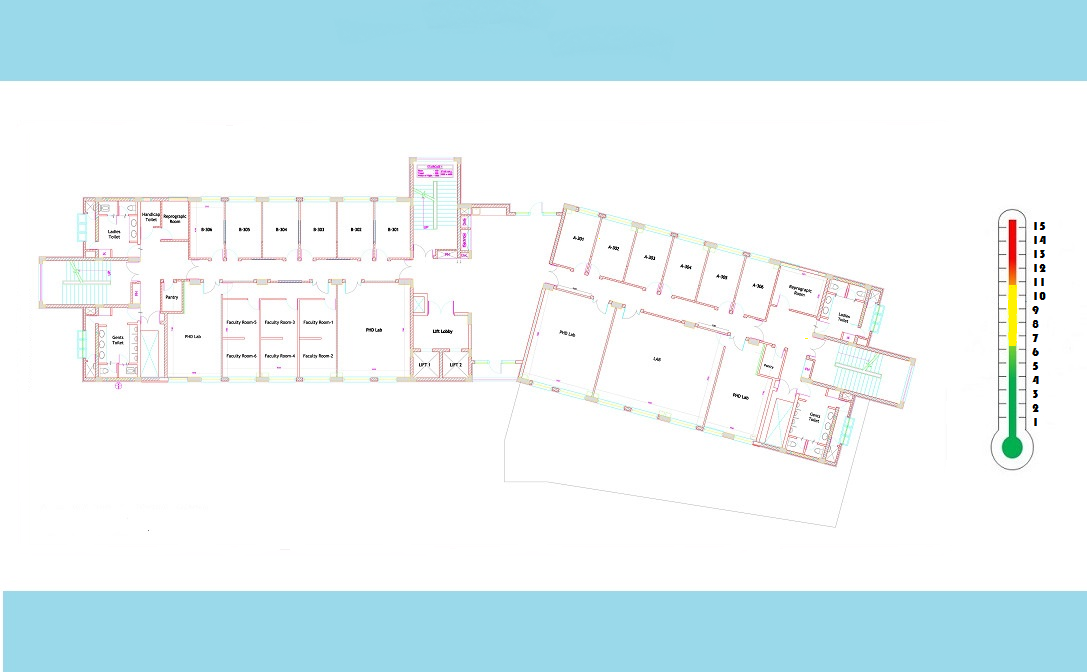 Ladies
Toilet
Handicap
Toilet
Reprograpic
Room
B-306
B-305
B-304
B-303
B-302
B-301
UP
Pantry
Gents
Toilet
PHD Lab
Faculty Room-5
Faculty Room-3
Faculty Room-1
Faculty Room-6
Faculty Room-4
Faculty Room-2
PHD Lab
Lift Lobby
LIFT 1
LIFT 2
A-301
A-302
A-303
A-304
A-305
A-306
Reprograpic
Room
Ladies
Toilet
PHD Lab
LAB
PHD Lab
Pantry
Gents
Toilet
15
14
13
12
11
10
9
8
7
6
5
4
3
2
1